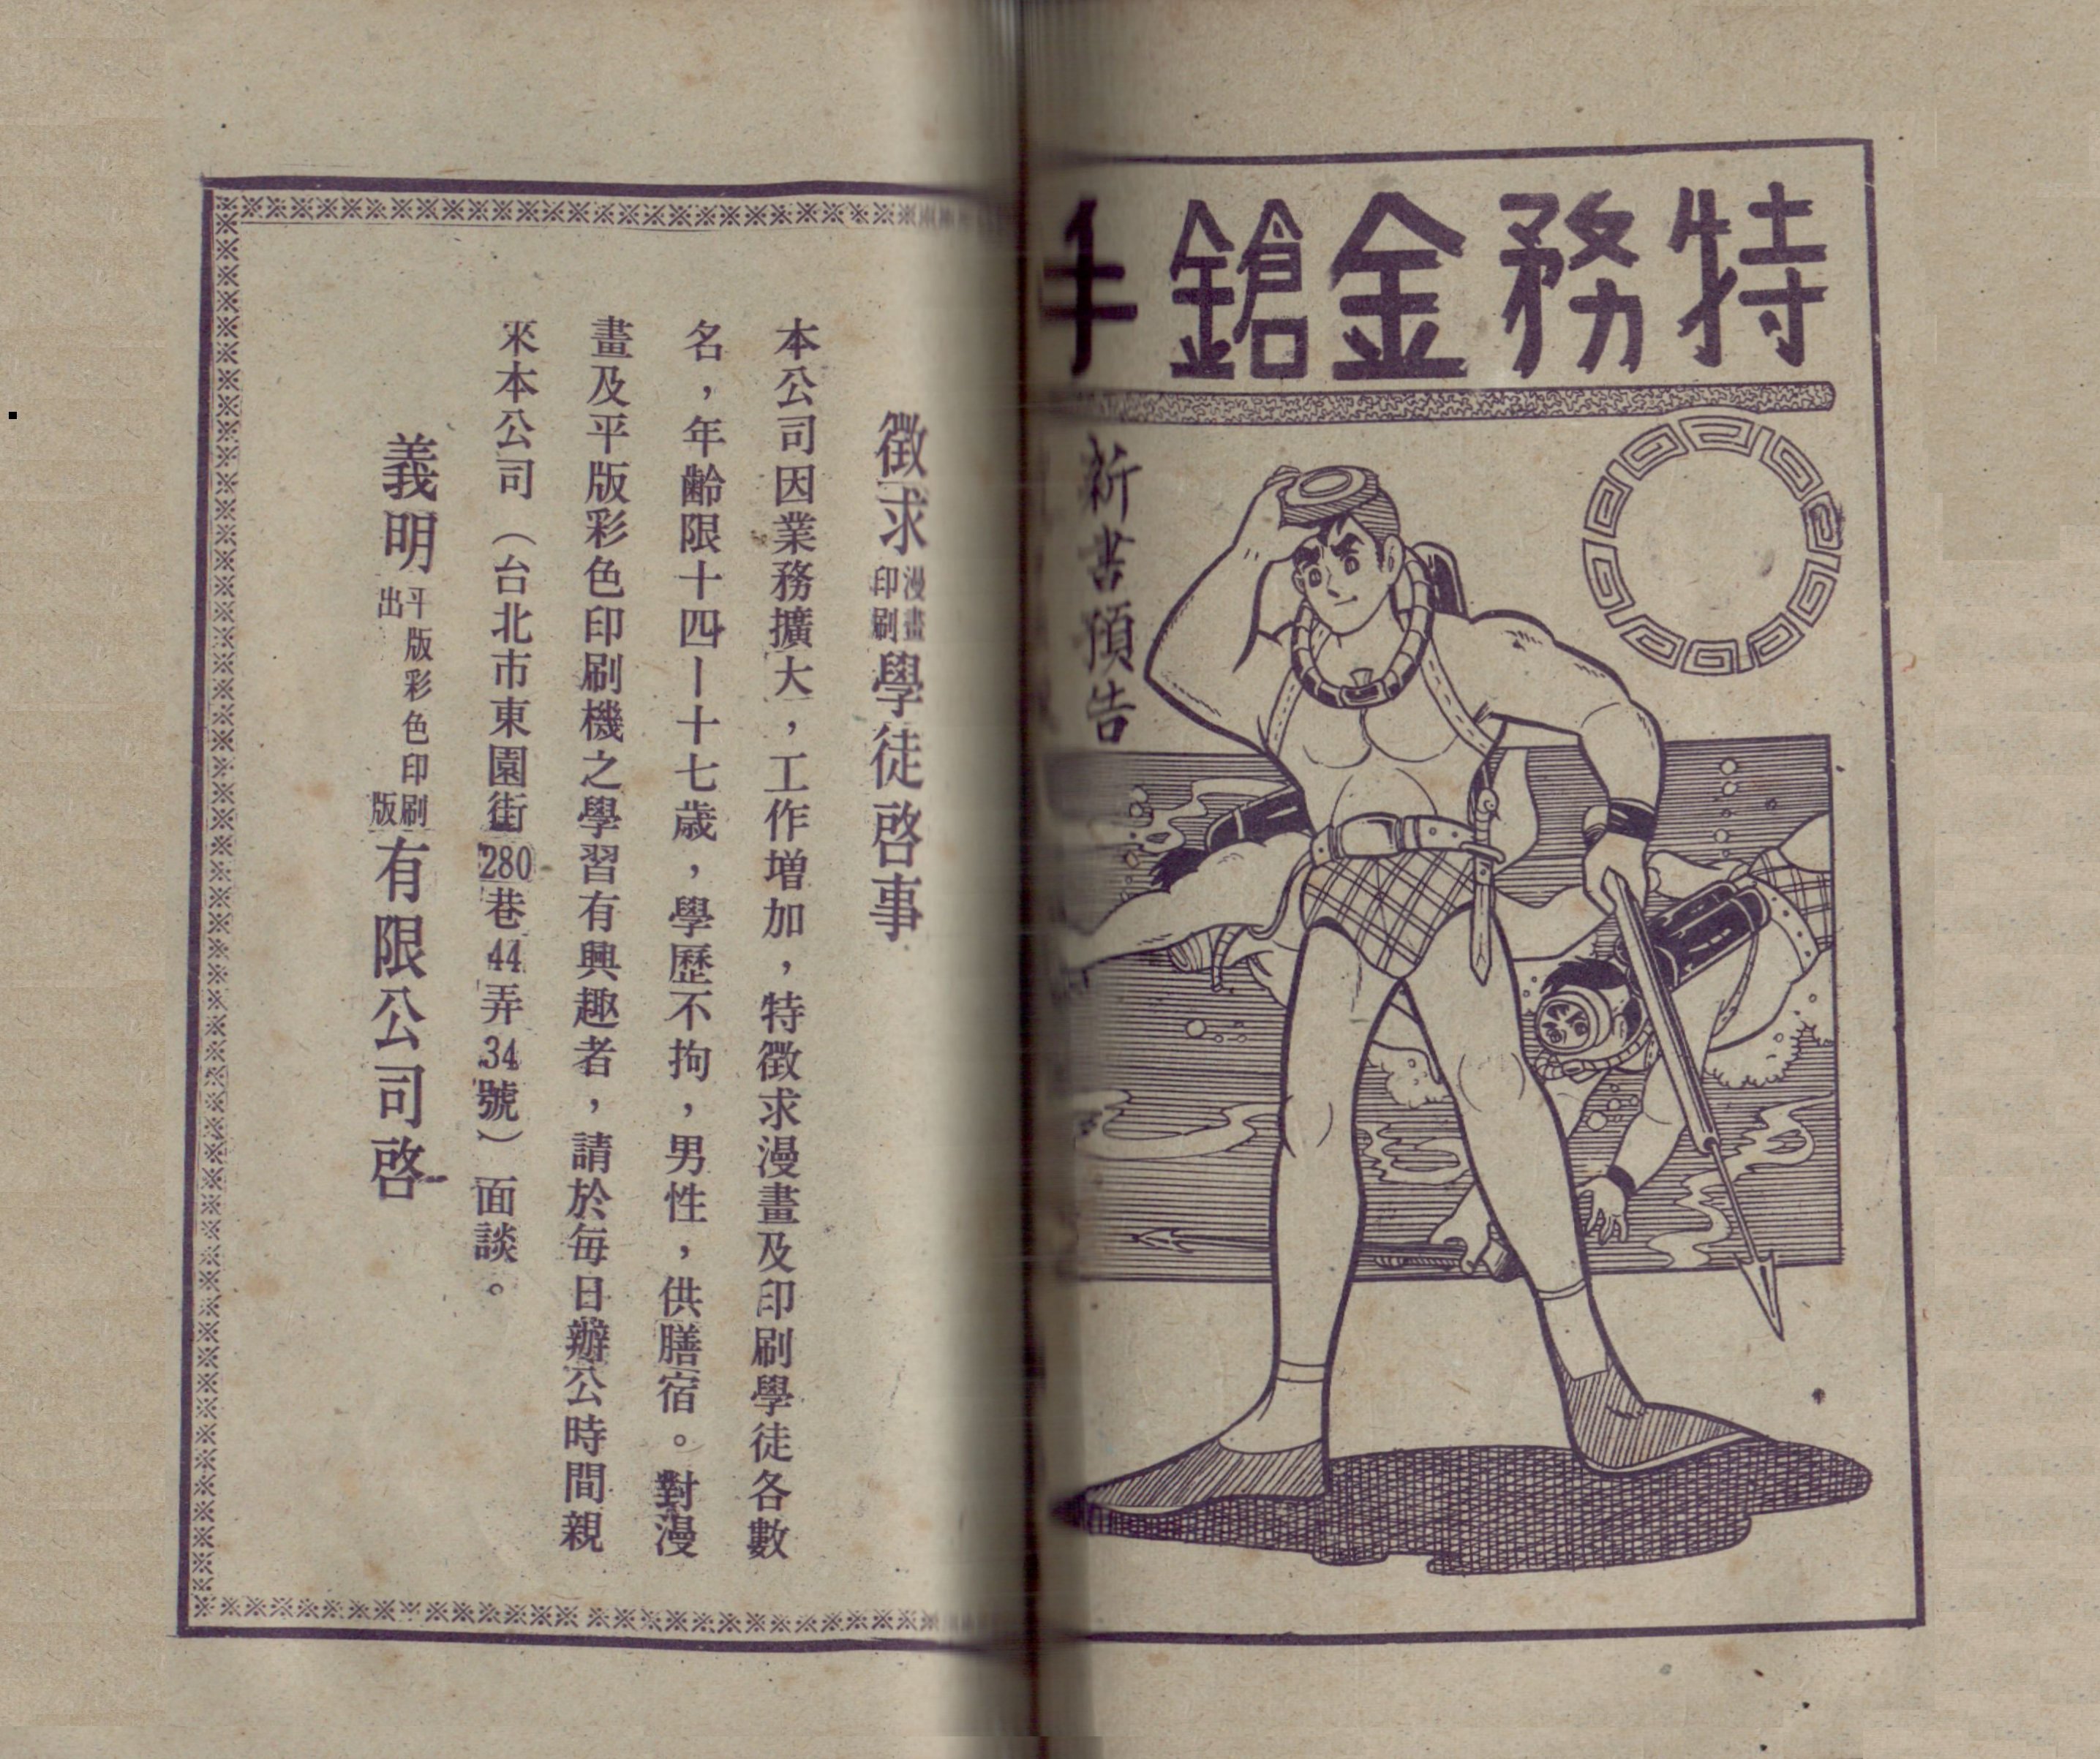 特務金鎗手
新書預告
徵求漫畫印刷學徒啓事
本公司因業務擴大，工作增加，特徵求漫畫及印刷學徒各數
名，年齡限十四—十七歲，學歷不拘，男性，供膳宿。對漫
畫及平版彩色印刷機之學習有興趣者，請於每日辦公時間親
來本公司（台北市東園街280巷44弄34號）面談。
義明出版平版彩色印刷有限公司啓